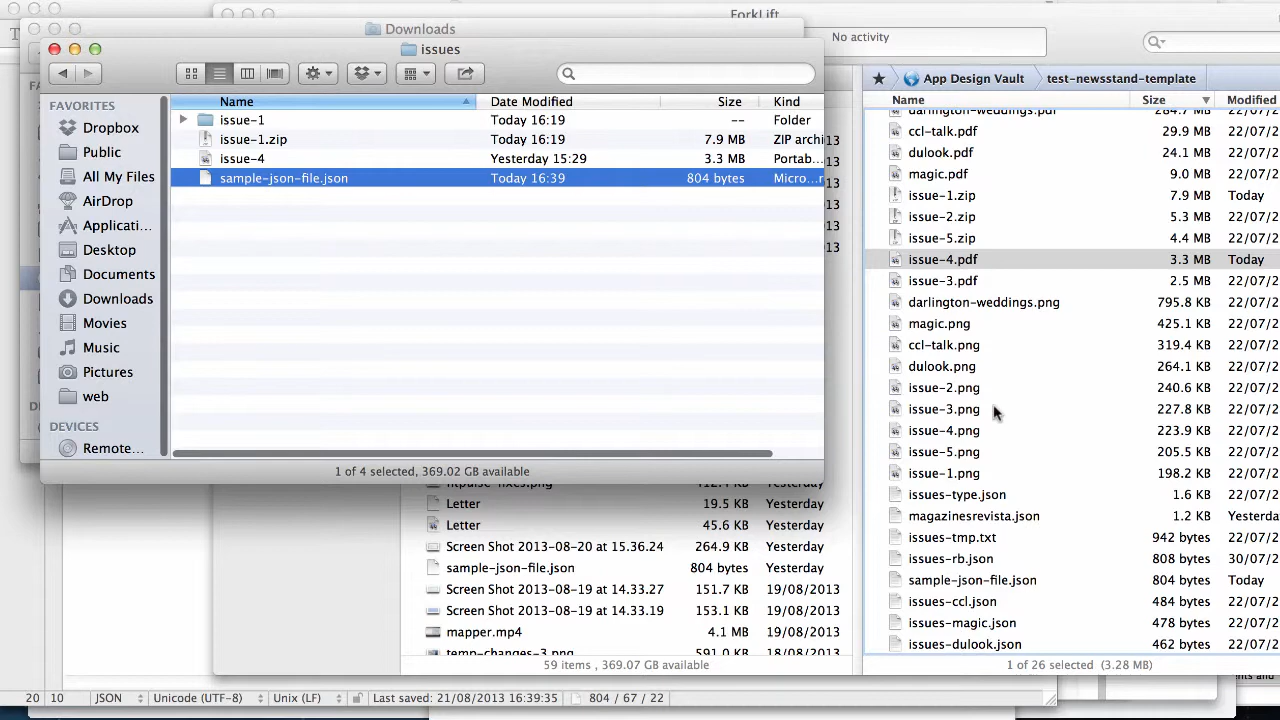 ForkLift
Downloads
No activity
issues
App Design Vault
test-newsstand-template
FAVORITES
Dropbox
Public
All My Files
AirDrop
Applicati...
Desktop
Documents
Downloads
Movies
Music
Pictures
web
DEVICES
Remote...
Name Date Modified Size Kind
issue-1 Today 16:19 -- Folder
issue-1.zip Today 16:19 7.9 MB ZIP archi
issue-4 Yesterday 15:29 3.3 MB Portab...
sample-json-file.json Today 16:39 804 bytes Micro...r
1 of 4 selected, 369.02 GB available
Name Size Modified
darlington-weddings.pdf 284.7 MB 22/07/2
ccl-talk.pdf 29.9 MB 22/07/2
dulook.pdf 24.1 MB 22/07/2
magic.pdf 9.0 MB 22/07/2
issue-1.zip 7.9 MB Today
issue-2.zip 5.3 MB 22/07/2
issue-5.zip 4.4 MB 22/07/2
issue-4.pdf 3.3 MB Today
issue-3.pdf 2.5 MB 22/07/2
darlington-weddings.png 795.8 KB 22/07/2
magic.png 425.1 KB 22/07/2
ccl-talk.png 319.4 KB 22/07/2
dulook.png 264.1 KB 22/07/2
issue-2.png 240.6 KB 22/07/2
issue-3.png 227.8 KB 22/07/2
issue-4.png 223.9 KB 22/07/2
issue-5.png 205.5 KB 22/07/2
issue-1.png 198.2 KB 22/07/2
issues-type.json 1.6 KB 22/07/2
magazinesrevista.json 1.2 KB Yesterda
issues-tmp.txt 942 bytes 22/07/2
issues-rb.json 808 bytes 30/07/2
sample-json-file.json 804 bytes Today
issues-ccl.json 484 bytes 22/07/2
issues-magic.json 478 bytes 22/07/2
issues-dulook.json 462 bytes 22/07/2
1 of 26 selected (3.28 MB)
Letter 19.5 KB Yesterday
Letter 45.6 KB Yesterday
Screen Shot 2013-08-20 at 15.36.24 264.9 KB Yesterday
sample-json-file.json 804 bytes Yesterday
Screen Shot 2013-08-19 at 14.33.27 151.7 KB 19/08/2013
Screen Shot 2013-08-19 at 14.33.19 153.1 KB 19/08/2013
mapper.mp4 4.1 MB 19/08/2013
temp-changes-3.png 591.0 KB 19/08/2013
59 items , 369.07 GB available
20 10 JSON Unicode (UTF-8) Unix (LF) Last saved: 21/08/2013 16:39:35 804 / 67 / 22